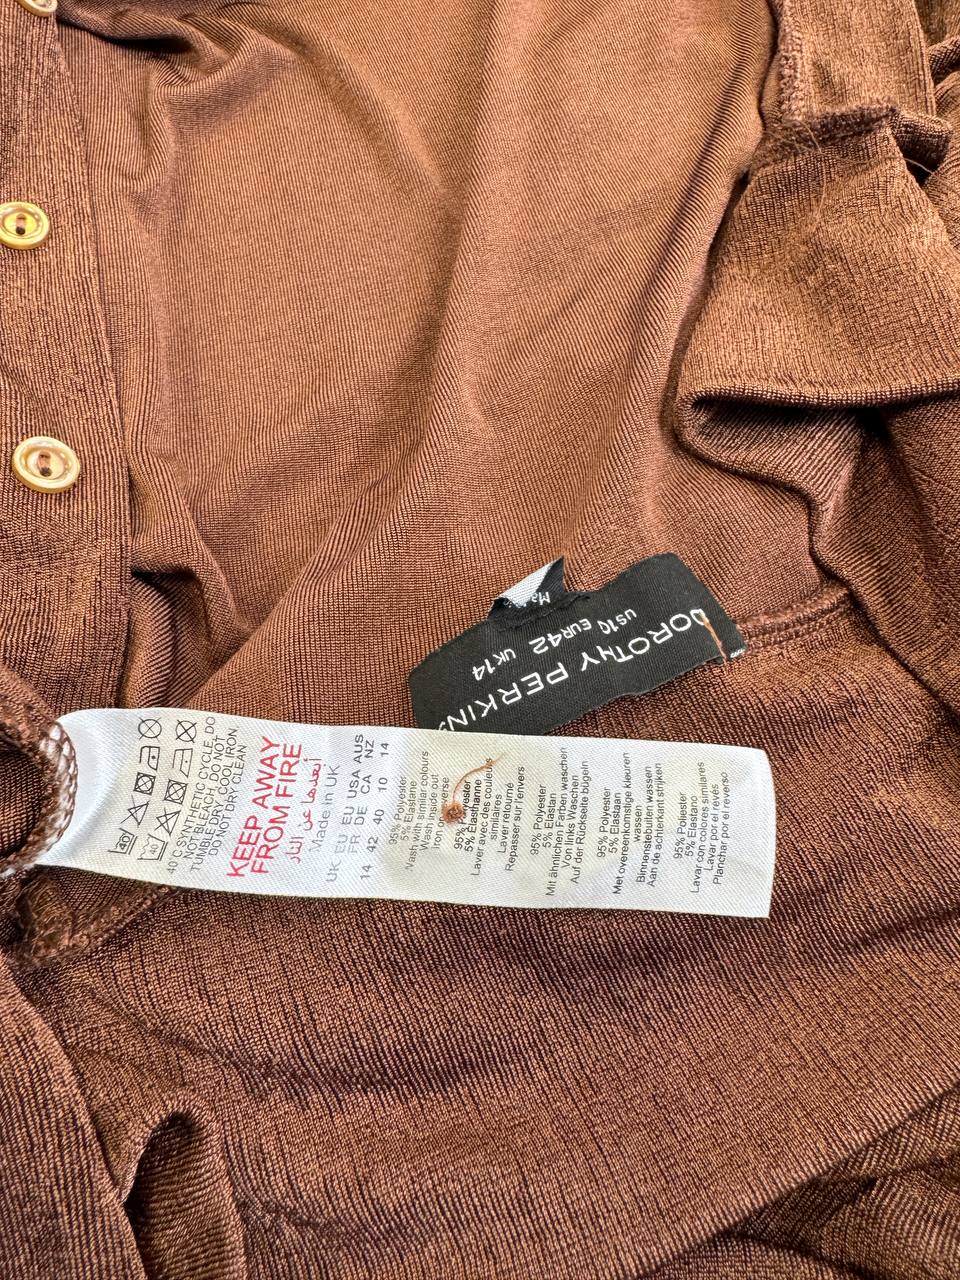 DOROTHY PERKINS
US10 EUR42 UK14
40°C SYNTHETIC CYCLE, DO
NOT BLEACH, DO NOT
TUMBLE DRY, COOL IRON,
DO NOT DRY CLEAN
KEEP AWAY
FROM FIRE
أبعدها عن النار
Made in UK
UK EU EU USA AUS
FR DE CA NZ
14 42 40 10 14
95% Polyester
5% Elastane
Wash with similar colours
Wash inside out
Iron on reverse
95% Polyester
5% Elasthanne
Laver avec des couleurs
similaires
Laver retourné
Repasser sur l'envers
95% Polyester
5% Elastan
Mit ähnlichen Farben waschen
Von links Waschen
Auf der Rückseite bügeln
95% Polyester
5% Elastaan
Met overeenkomstige kleuren
wassen
Binnenstebuiten wassen
Aan de achterkant strijken
95% Poliester
5% Elastano
Lavar con colores similares
Lavar por el revés
Planchar por el reverso